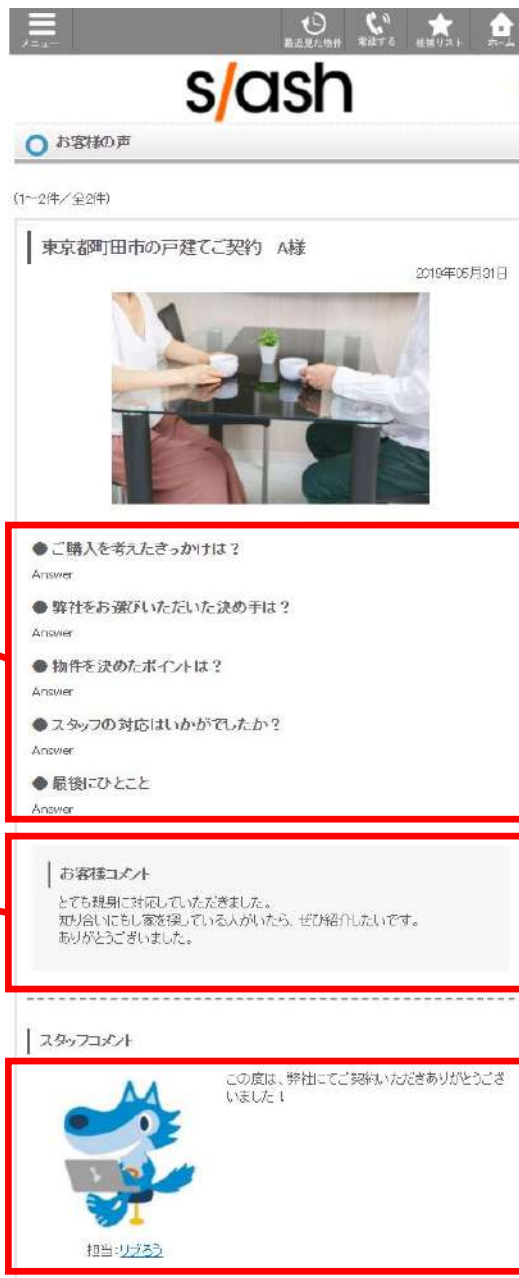 メニュー
最近見た物件 電話する 候補リスト ホーム
s/ash
お客様の声
(1～2件／全2件)
東京都町田市の戸建てご契約 A様
2019年05月31日
●ご購入を考えたきっかけは？
Answer
●弊社をお選びいただいた決め手は？
Answer
●物件を決めたポイントは？
Answer
●スタッフの対応はいかがでしたか？
Answer
●最後にひとこと
Answer
お客様コメント
とても親身に対応していただきました。
知り合いにもし家を探している人がいたら、ぜひ紹介したいです。
ありがとうございました。
スタッフコメント
この度は、弊社にてご契約いただきありがとうござ
いました！
担当：リブろう